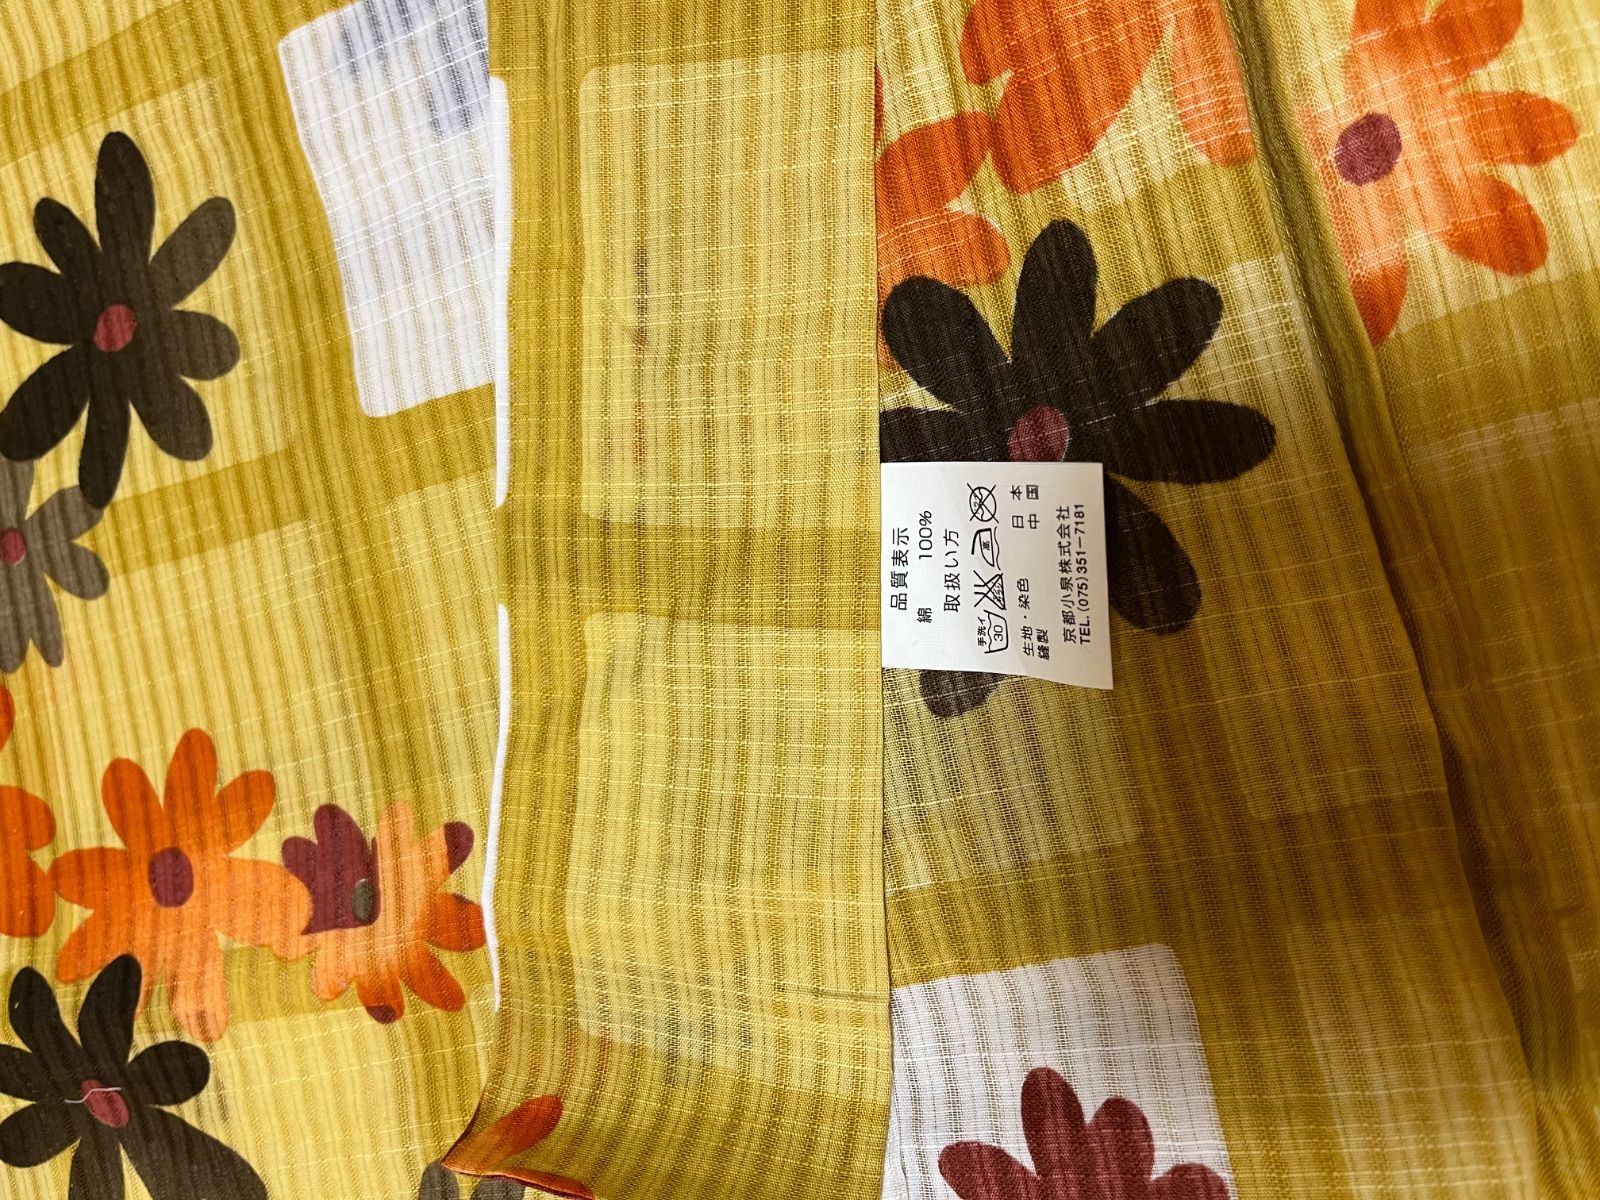 品質表示
綿 100%
取扱い方
手洗イ
30
高
生地・染色 日本
縫製 中国
京都小泉株式会社
TEL.(075)351-7181